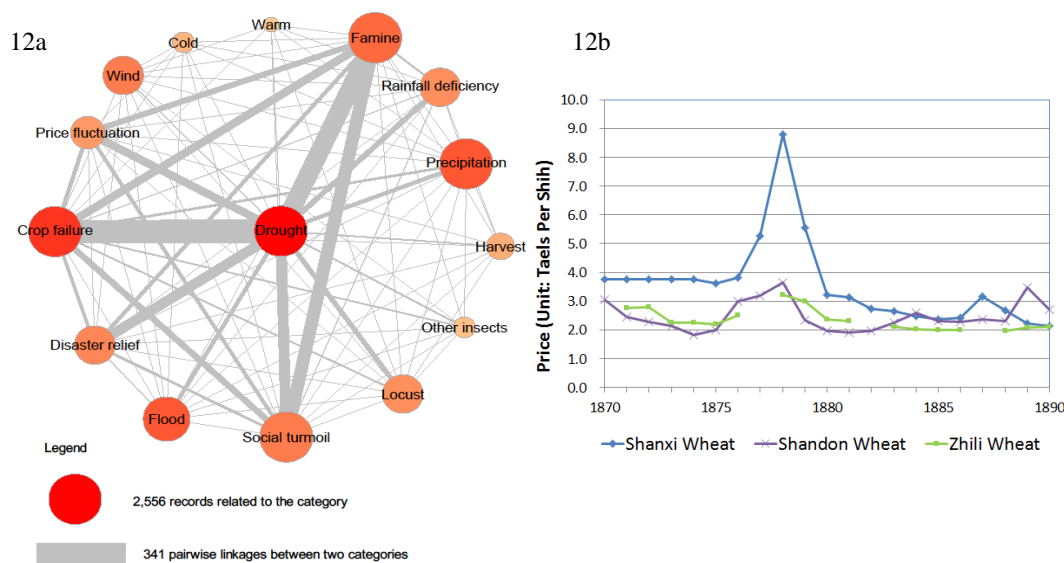 12a
Warm
Cold
Famine
Wind
Rainfall deficiency
Price fluctuation
Precipitation
Crop failure
Drought
Harvest
Other insects
Disaster relief
Locust
Flood
Social turmoil
Legend
2,556 records related to the category
341 pairwise linkages between two categories
12b
Price (Unit: Taels Per Shih)
10.0
9.0
8.0
7.0
6.0
5.0
4.0
3.0
2.0
1.0
0.0
1870 1875 1880 1885 1890
Shanxi Wheat Shandon Wheat Zhili Wheat